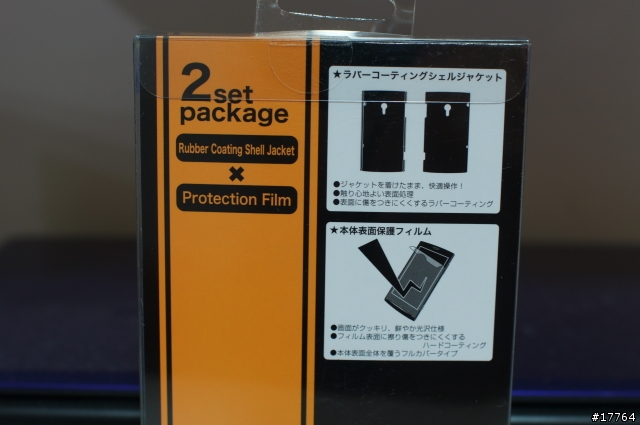 2set
package
Rubber Coating Shell Jacket
×
Protection Film
★ラバーコーティングシェルジャケット
●ジャケットを着けたまま、快適操作！
●触り心地よい表面処理
●表面に傷をつきにくくするラバーコーティング
★本体表面保護フィルム
●画面がクッキリ、鮮やか光沢仕様
●フィルム表面に擦り傷をつきにくくする
ハードコーティング
●本体表面全体を覆うフルカバータイプ
#17764